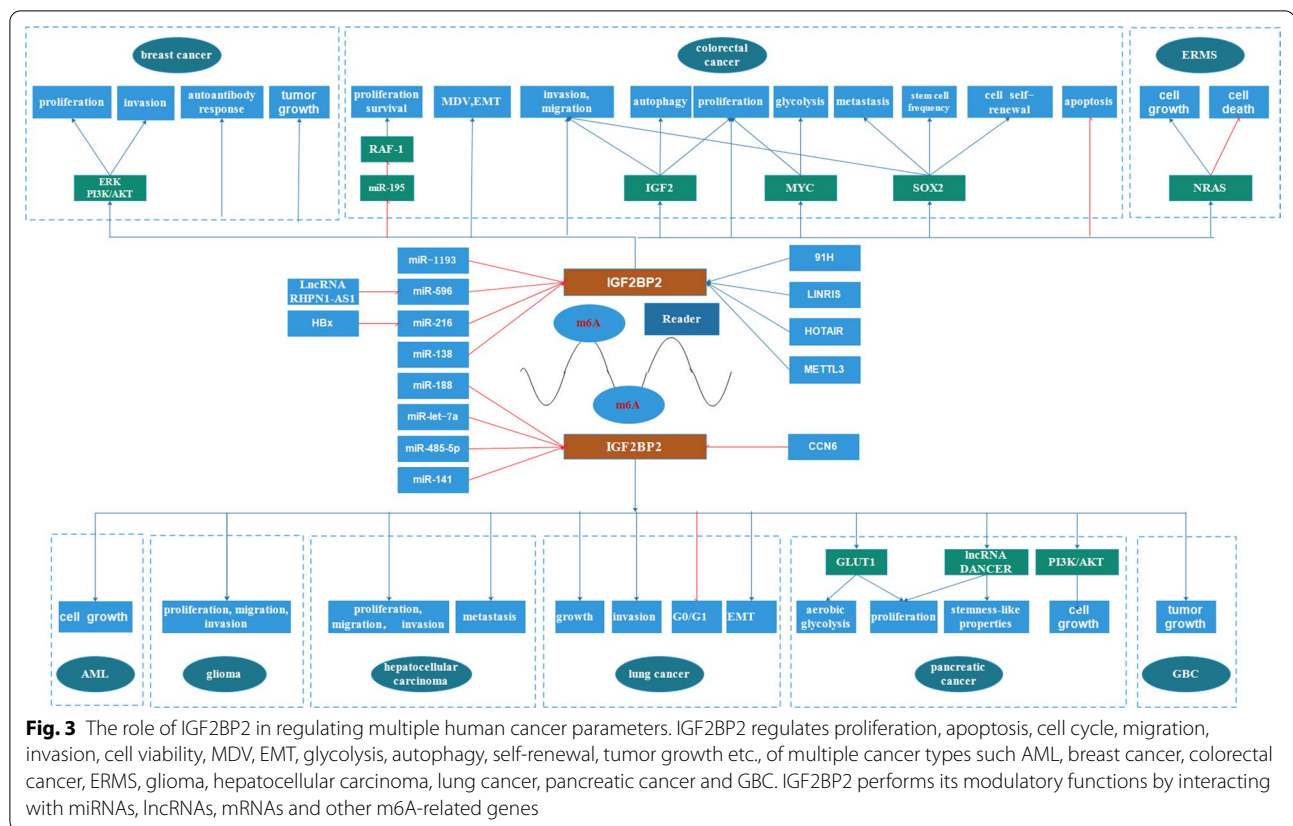 breast cancer
colorectal
cancer
ERMS
proliferation
invasion
autoantibody
response
tumor
growth
proliferation
survival
MDV,EMT
invasion,
migration
autophagy
proliferation
glycolysis
metastasis
stem cell
frequency
cell self-
renewal
apoptosis
cell
growth
cell
death
RAF-1
ERK
PI3K/AKT
miR-195
IGF2
MYC
SOX2
NRAS
miR-1193
IGF2BP2
91H
LncRNA
RHPN1-AS1
miR-596
LINRIS
HBx
miR-216
m6A
Reader
HOTAIR
miR-138
METTL3
miR-188
miR-let-7a
m6A
miR-485-5p
IGF2BP2
CCN6
miR-141
GLUT1
lncRNA
DANCER
PI3K/AKT
cell growth
proliferation, migration,
invasion
proliferation,
migration, invasion
metastasis
growth
invasion
G0/G1
EMT
aerobic
glycolysis
proliferation
stemness-like
properties
cell
growth
tumor
growth
AML
glioma
hepatocellular
carcinoma
lung cancer
pancreatic
cancer
GBC
Fig. 3 The role of IGF2BP2 in regulating multiple human cancer parameters. IGF2BP2 regulates proliferation, apoptosis, cell cycle, migration,
invasion, cell viability, MDV, EMT, glycolysis, autophagy, self-renewal, tumor growth etc., of multiple cancer types such AML, breast cancer, colorectal
cancer, ERMS, glioma, hepatocellular carcinoma, lung cancer, pancreatic cancer and GBC. IGF2BP2 performs its modulatory functions by interacting
with miRNAs, lncRNAs, mRNAs and other m6A-related genes